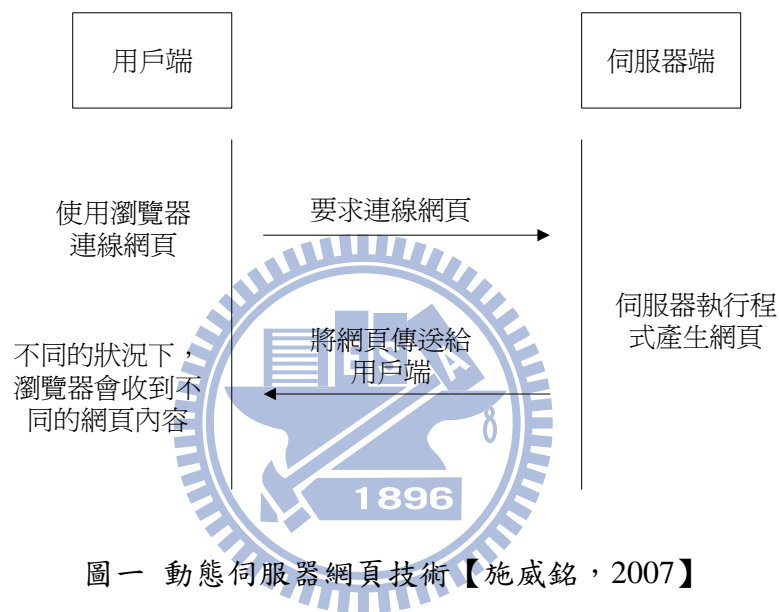 用戶端
伺服器端
使用瀏覽器
連線網頁
要求連線網頁
伺服器執行程
式產生網頁
將網頁傳送給
用戶端
不同的狀況下，
瀏覽器會收到不
同的網頁內容
ES
A
1896
圖一 動態伺服器網頁技術【施威銘，2007】